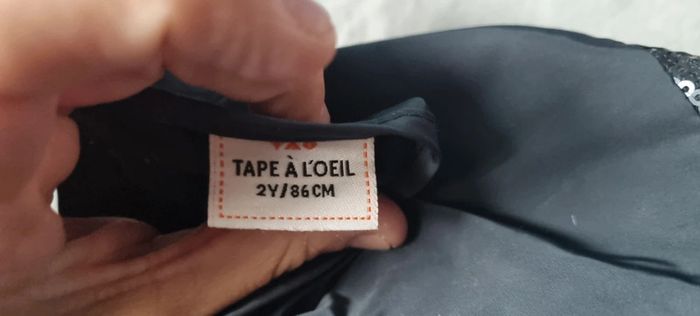 TAPE À L'OEIL
2Y/86CM